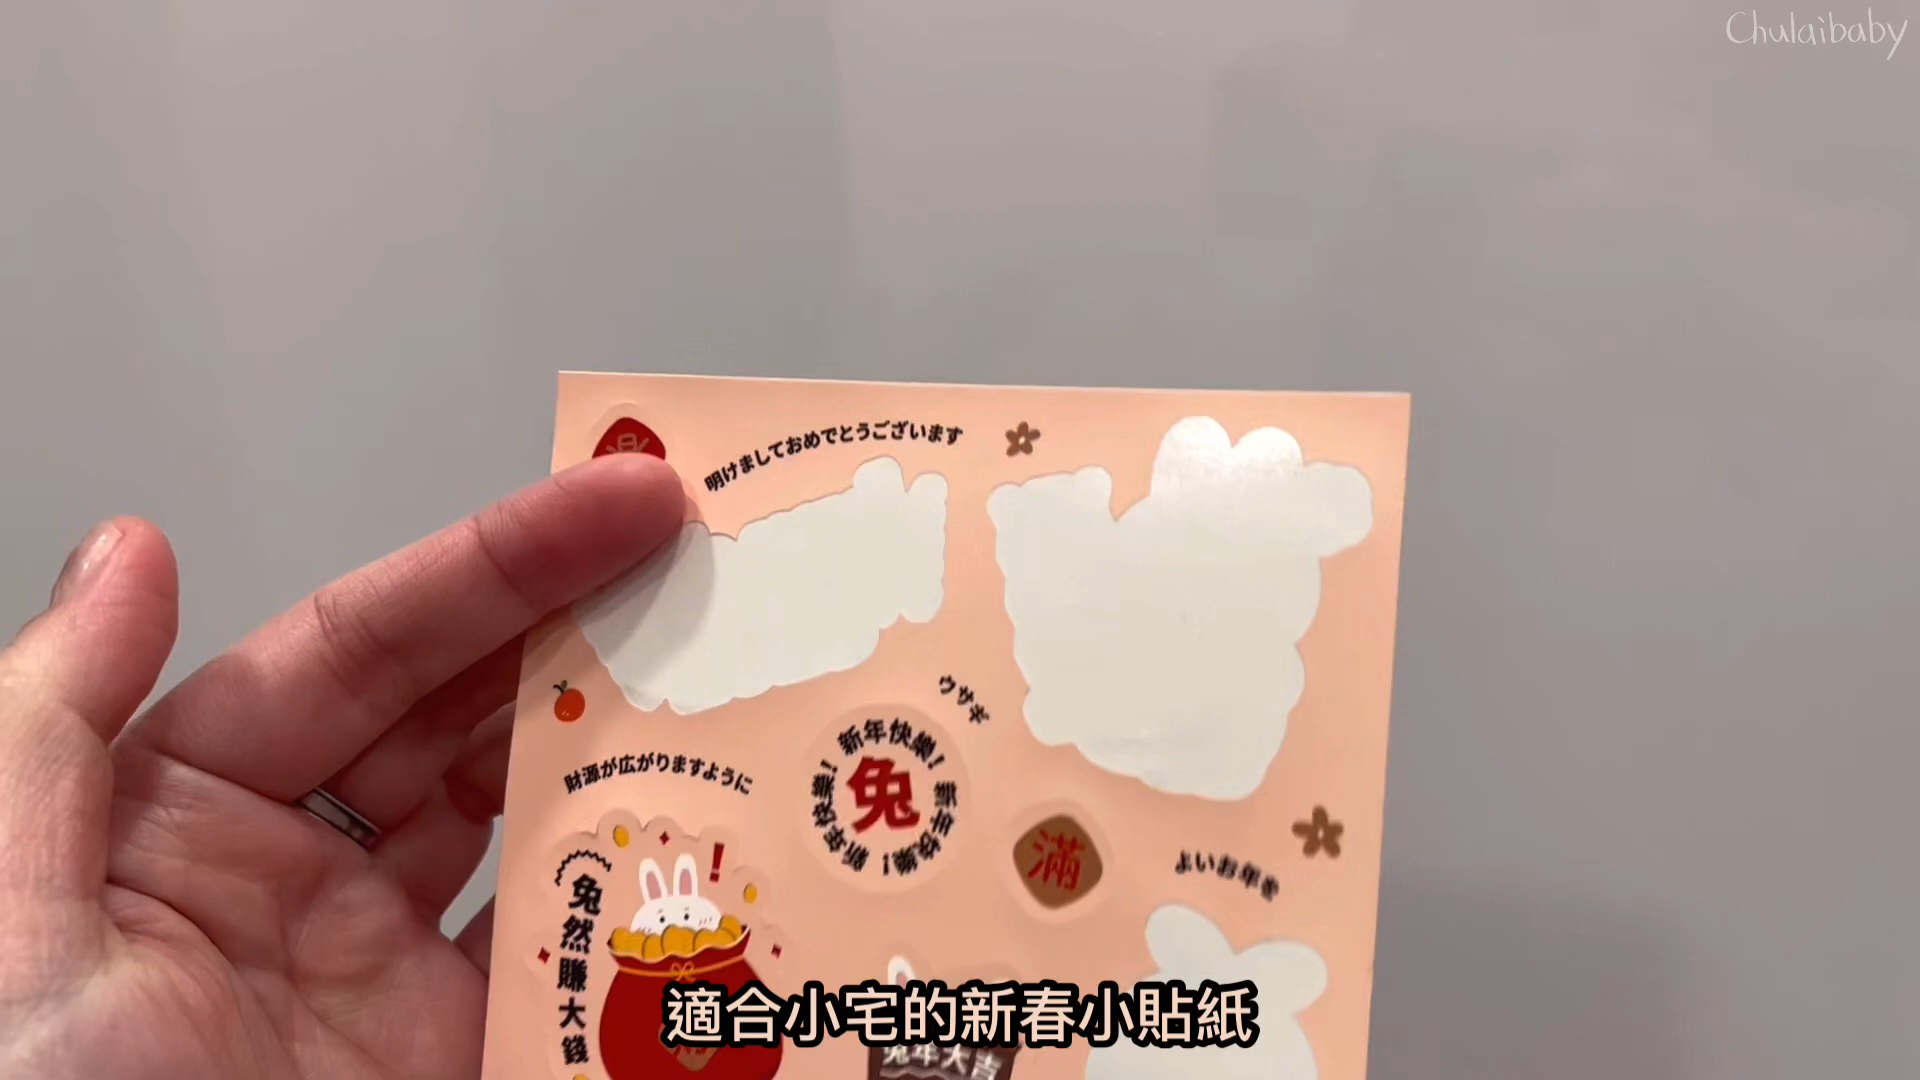 Chulaibaby
明けましておめでとうございます
ウサギ
新年快樂! 新年快樂! 新年快樂!
兔
財源が広がりますように
滿
よいお年を
兔然賺大錢
兔年大吉
適合小宅的新春小貼紙